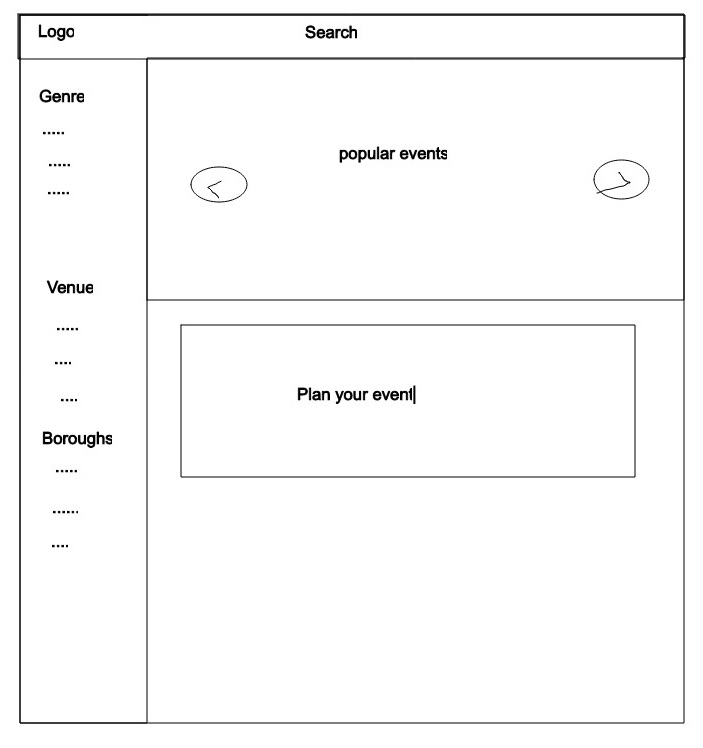 Logo
Search
Genre
.....
.....
.....
popular events
<
>
Venue
.....
....
....
Plan your event
Boroughs
.....
......
....